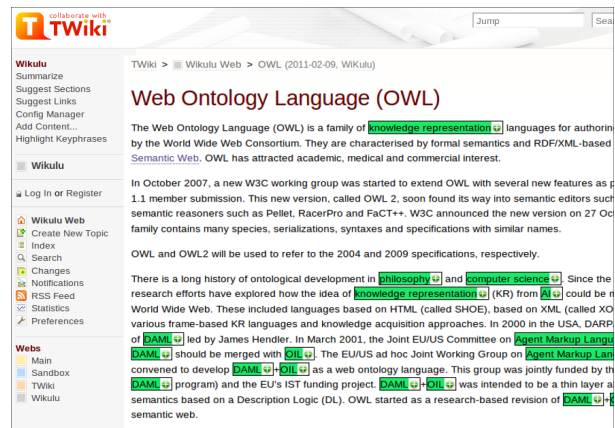 collaborate with
TWiki
Jump
Sea
Wikulu
Summarize
Suggest Sections
Suggest Links
Config Manager
Add Content...
Highlight Keyphrases
Wikulu
Log In or Register
Wikulu Web
Create New Topic
Index
Search
Changes
Notifications
RSS Feed
Statistics
Preferences
Webs
Main
Sandbox
TWiki
Wikulu
TWiki > Wikulu Web > OWL (2011-02-09, WiKulu)
Web Ontology Language (OWL)
The Web Ontology Language (OWL) is a family of knowledge representation languages for authorin
by the World Wide Web Consortium. They are characterised by formal semantics and RDF/XML-based
Semantic Web. OWL has attracted academic, medical and commercial interest.
In October 2007, a new W3C working group was started to extend OWL with several new features as p
1.1 member submission. This new version, called OWL 2, soon found its way into semantic editors such
semantic reasoners such as Pellet, RacerPro and FaCT++. W3C announced the new version on 27 Oc
family contains many species, serializations, syntaxes and specifications with similar names.
OWL and OWL2 will be used to refer to the 2004 and 2009 specifications, respectively.
There is a long history of ontological development in philosophy and computer science. Since the
research efforts have explored how the idea of knowledge representation (KR) from AI could be m
World Wide Web. These included languages based on HTML (called SHOE), based on XML (called XO
various frame-based KR languages and knowledge acquisition approaches. In 2000 in the USA, DARP
of DAML led by James Hendler. In March 2001, the Joint EU/US Committee on Agent Markup Langu
DAML should be merged with OIL. The EU/US ad hoc Joint Working Group on Agent Markup Lan
convened to develop DAML+OIL as a web ontology language. This group was jointly funded by th
DAML program) and the EU's IST funding project. DAML+OIL was intended to be a thin layer a
semantics based on a Description Logic (DL). OWL started as a research-based revision of DAML+
semantic web.